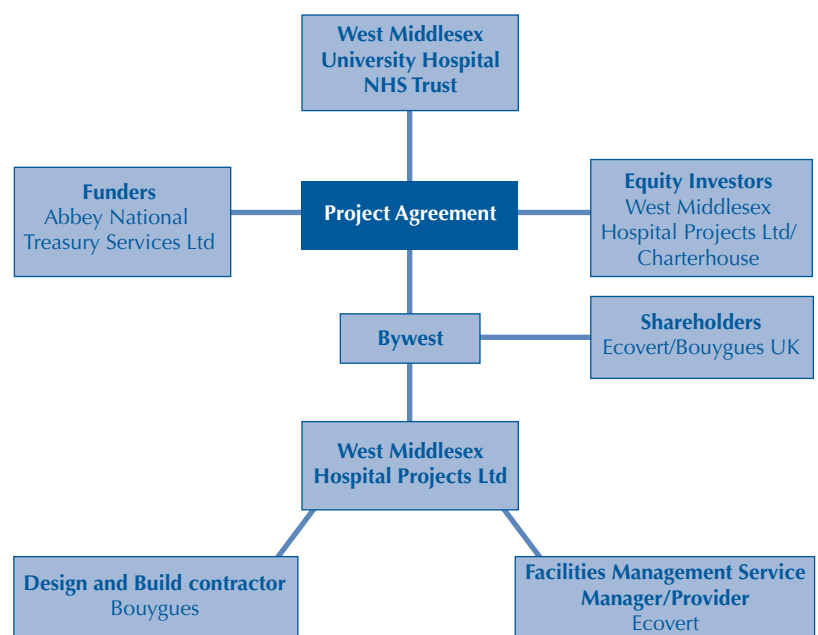 West Middlesex
University Hospital
NHS Trust
Funders
Abbey National
Treasury Services Ltd
Project Agreement
Equity Investors
West Middlesex
Hospital Projects Ltd/
Charterhouse
Bywest
Shareholders
Ecovert/Bouygues UK
West Middlesex
Hospital Projects Ltd
Design and Build contractor
Bouygues
Facilities Management Service
Manager/Provider
Ecovert